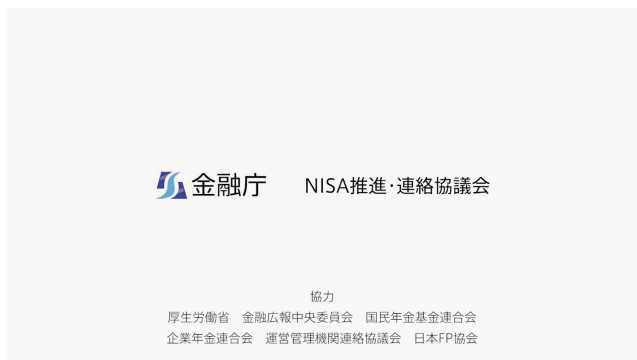 金融庁 NISA推進・連絡協議会
協力
厚生労働省 金融広報中央委員会 国民年金基金連合会
企業年金連合会 運営管理機関連絡協議会 日本FP協会